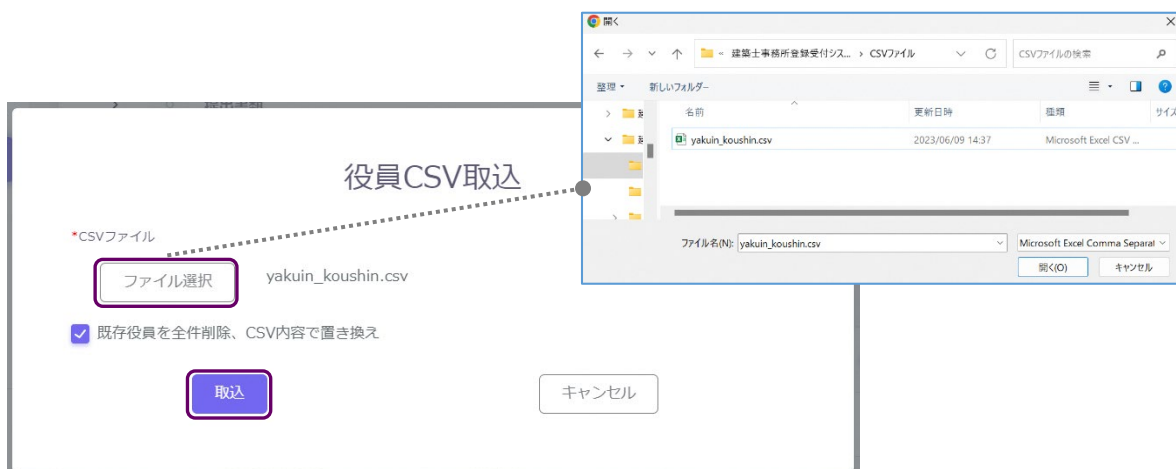 開く
« 建築士事務所登録受付シス... › CSVファイル
CSVファイルの検索
整理
新しいフォルダー
名前
更新日時
種類
サイズ
yakuin_koushin.csv
2023/06/09 14:37
Microsoft Excel CSV ...
ファイル名(N):
yakuin_koushin.csv
Microsoft Excel Comma Separat
開く(O)
キャンセル
役員CSV取込
*CSVファイル
ファイル選択
yakuin_koushin.csv
既存役員を全件削除、CSV内容で置き換え
取込
キャンセル